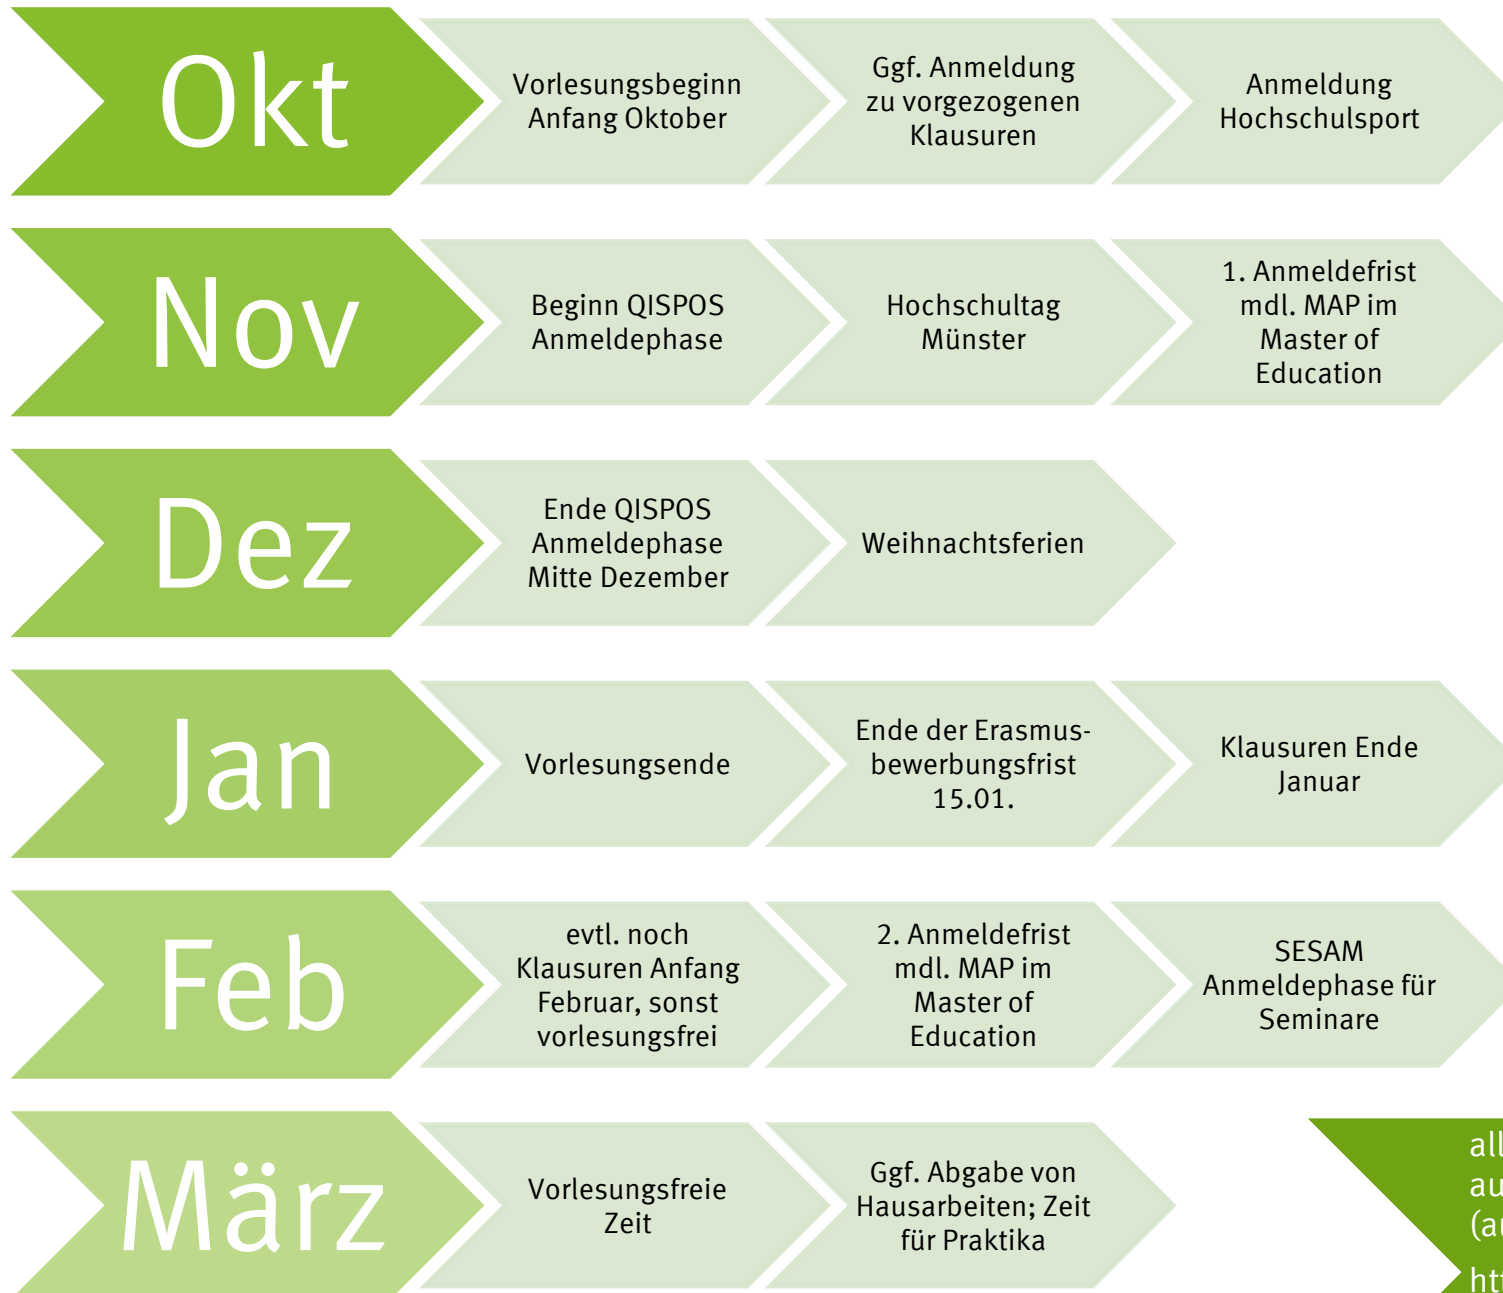 Okt
Vorlesungsbeginn
Anfang Oktober
Ggf. Anmeldung
zu vorgezogenen
Klausuren
Anmeldung
Hochschulsport
Nov
Beginn QISPOS
Anmeldephase
Hochschultag
Münster
1. Anmeldefrist
mdl. MAP im
Master of
Education
Dez
Ende QISPOS
Anmeldephase
Mitte Dezember
Weihnachtsferien
Jan
Vorlesungsende
Ende der Erasmus-
bewerbungsfrist
15.01.
Klausuren Ende
Januar
Feb
evtl. noch
Klausuren Anfang
Februar, sonst
vorlesungsfrei
2. Anmeldefrist
mdl. MAP im
Master of
Education
SESAM
Anmeldephase für
Seminare
März
Vorlesungsfreie
Zeit
Ggf. Abgabe von
Hausarbeiten; Zeit
für Praktika